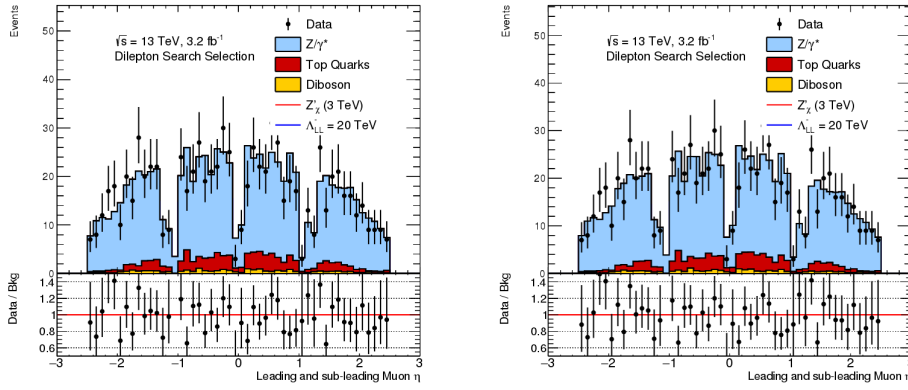 Events
50
40
30
20
10
0
√s = 13 TeV, 3.2 fb⁻¹
Dilepton Search Selection
Data
Z/γ*
Top Quarks
Diboson
Z'χ (3 TeV)
Λ⁻LL = 20 TeV
Data / Bkg
1.4
1.2
1
0.8
0.6
−3 −2 −1 0 1 2 3
Leading and sub-leading Muon η
Events
50
40
30
20
10
0
√s = 13 TeV, 3.2 fb⁻¹
Dilepton Search Selection
Data
Z/γ*
Top Quarks
Diboson
Z'χ (3 TeV)
Λ⁻LL = 20 TeV
Data / Bkg
1.4
1.2
1
0.8
0.6
−3 −2 −1 0 1 2 3
Leading and sub-leading Muon η